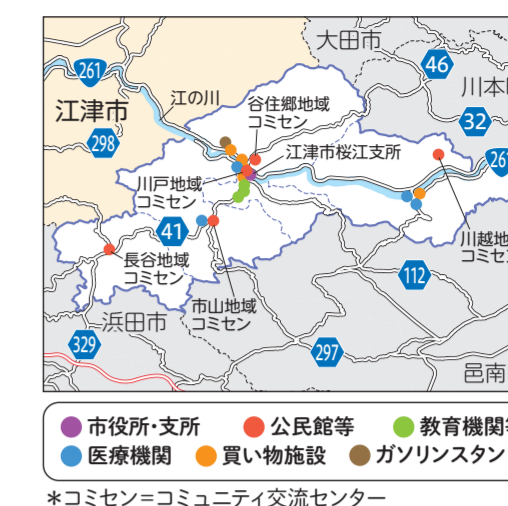 大田市
46
261
川本
江津市
江の川
谷住郷地域
コミセン
32
298
江津市桜江支所
261
川戸地域
コミセン
41
川越地
コミセ
長谷地域
コミセン
112
市山地域
コミセン
浜田市
329
297
邑南
市役所・支所 公民館等 教育機関等
医療機関 買い物施設 ガソリンスタン
＊コミセン＝コミュニティ交流センター